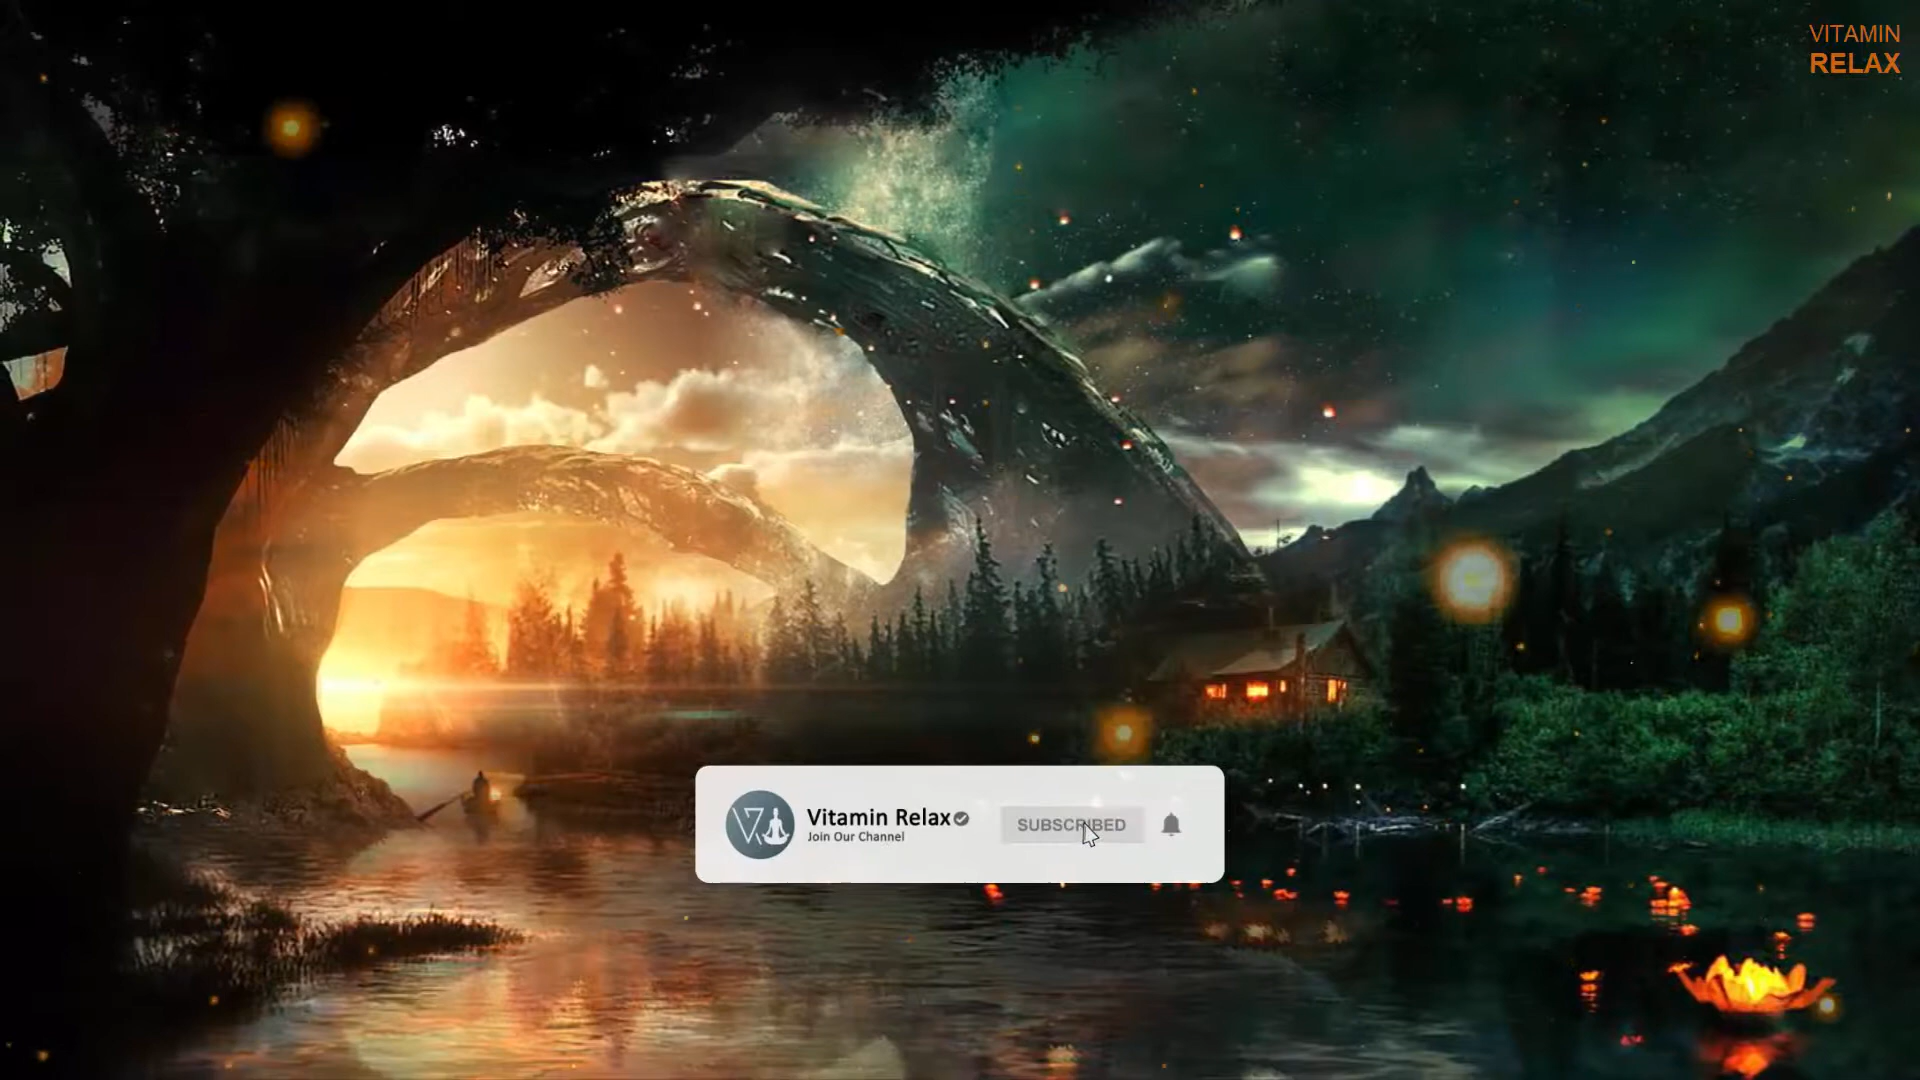 VITAMIN
RELAX
Vitamin Relax
Join Our Channel
SUBSCRIBED